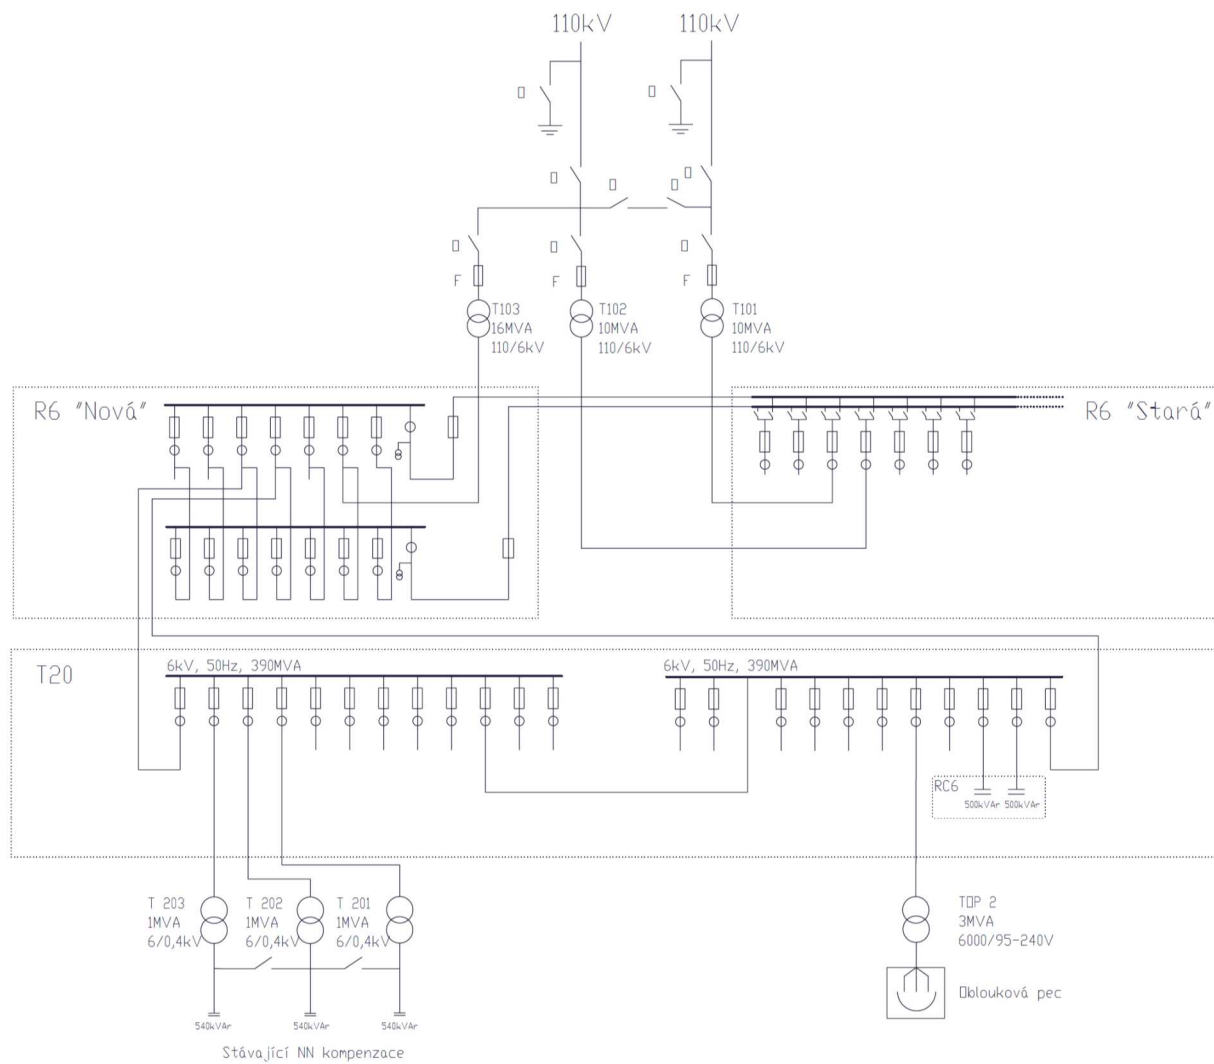 110kV
110kV
F
F
F
T103
16MVA
110/6kV
T102
10MVA
110/6kV
T101
10MVA
110/6kV
R6 "Nová"
R6 "Stará"
T20
6kV, 50Hz, 390MVA
6kV, 50Hz, 390MVA
RC6
500kVAr
500kVAr
T 203
1MVA
6/0,4kV
T 202
1MVA
6/0,4kV
T 201
1MVA
6/0,4kV
TOP 2
3MVA
6000/95-240V
Oblouková pec
540kVAr
540kVAr
540kVAr
Stávající NN kompenzace